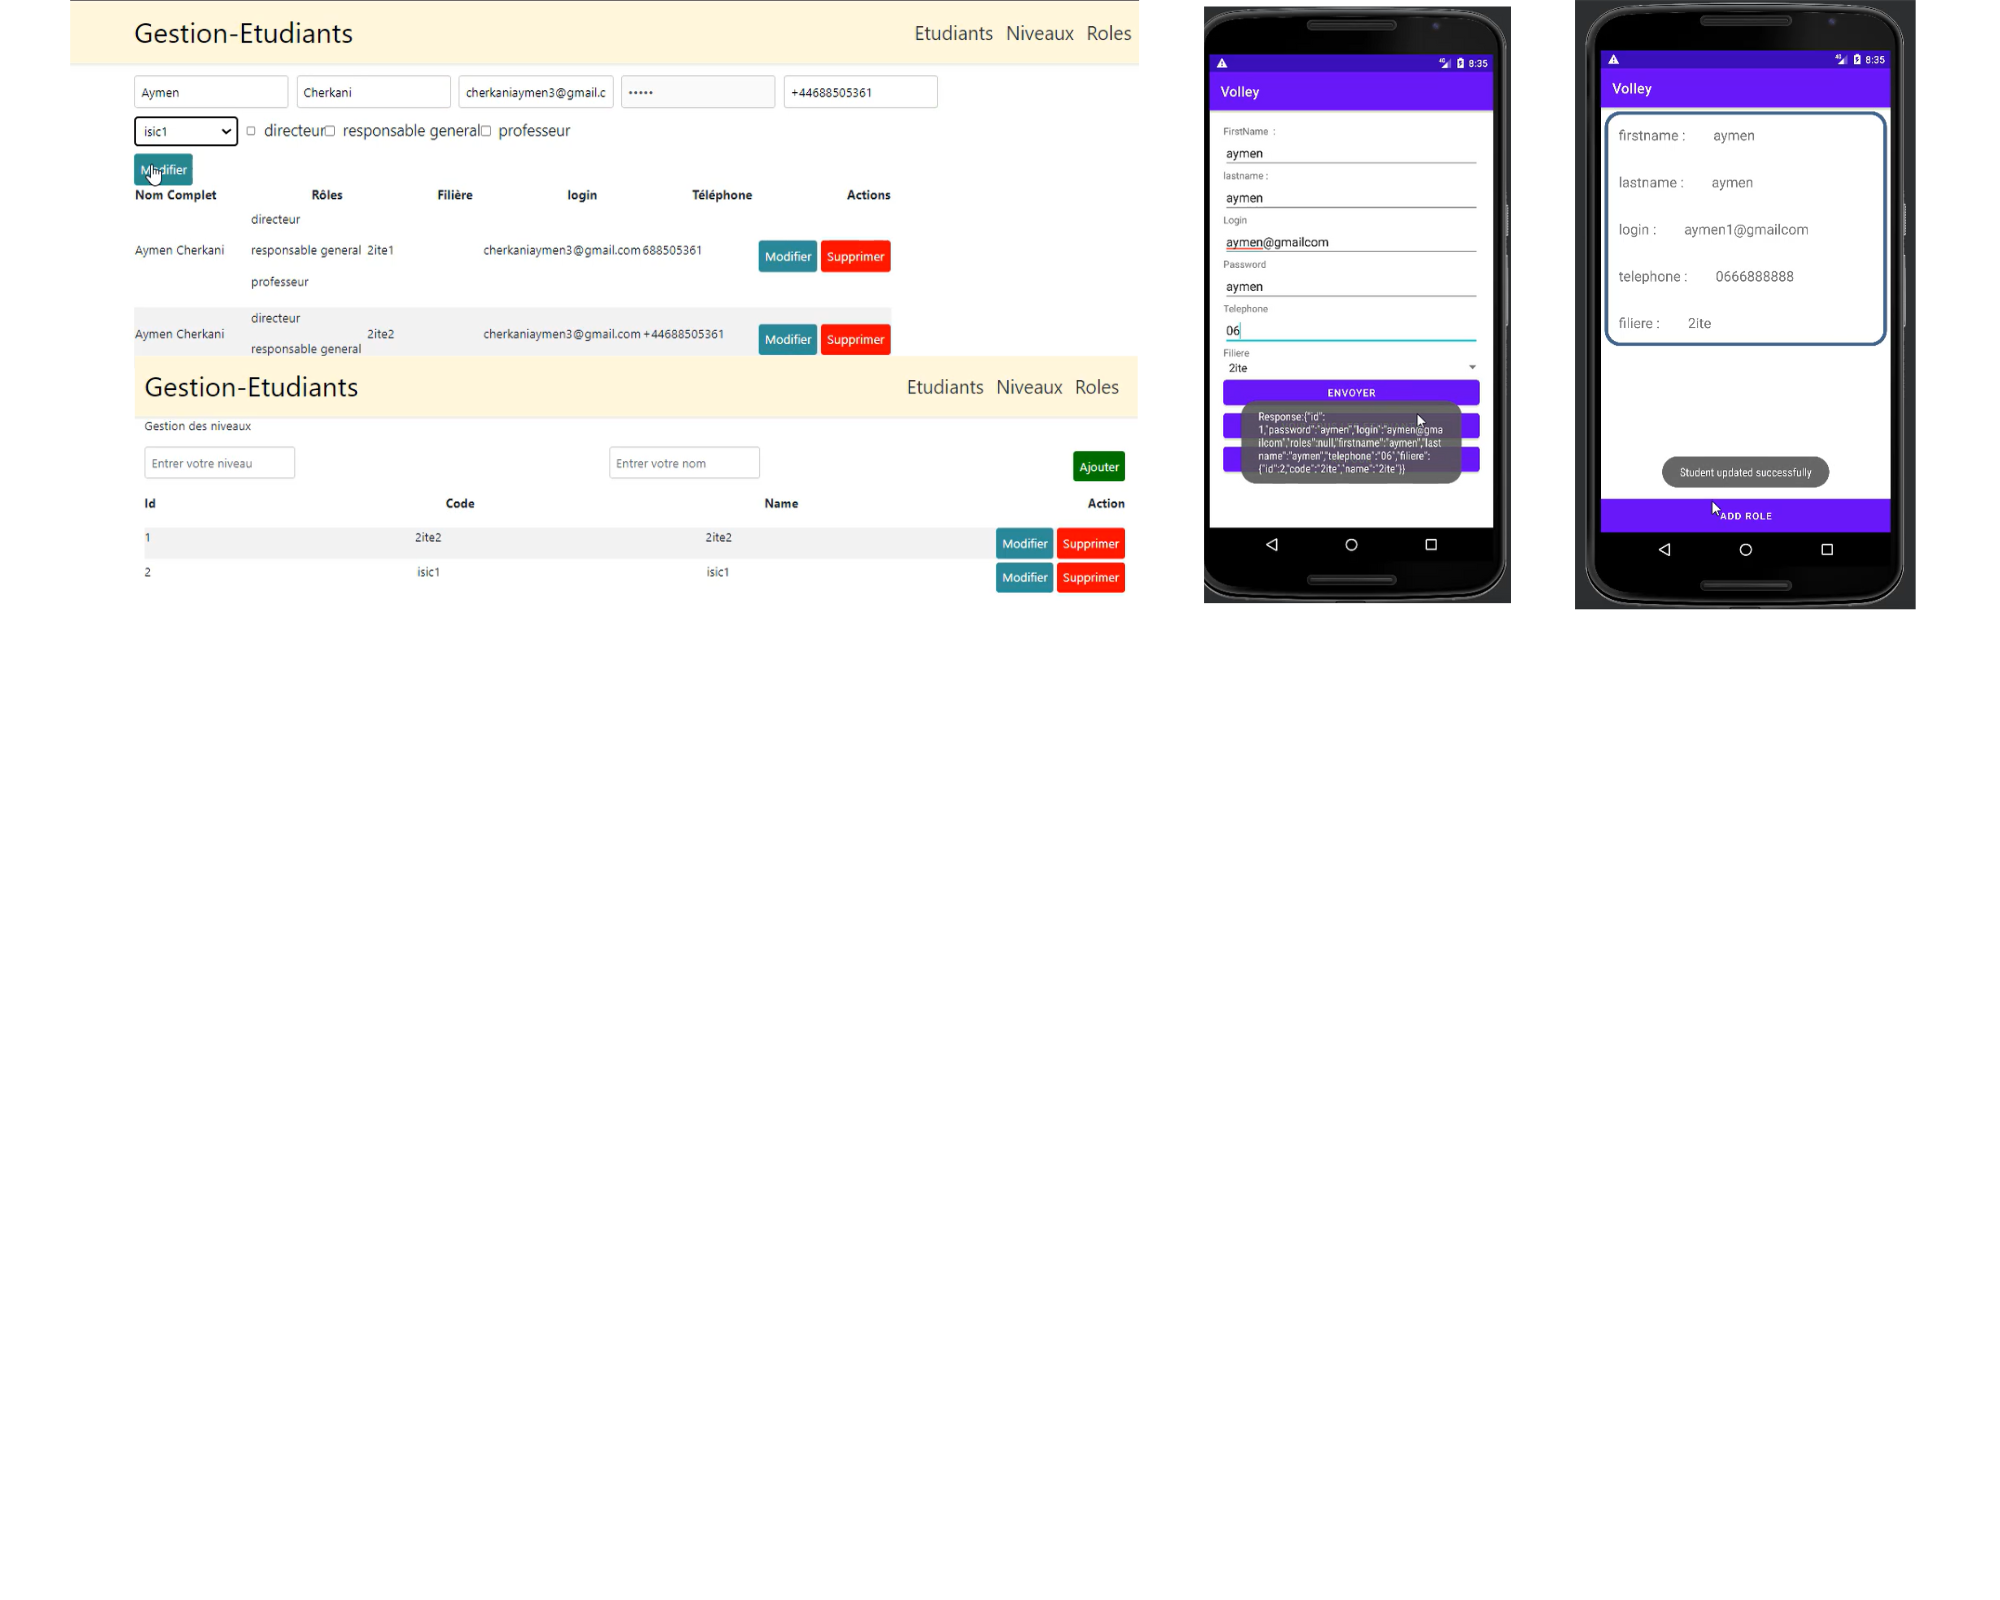 Gestion-Etudiants
Etudiants Niveaux Roles
Aymen Cherkani cherkaniaymen3@gmail.c ••••• +44688505361
isic1 directeur responsable general professeur
Modifier
Nom Complet Rôles Filière login Téléphone Actions
directeur
Aymen Cherkani responsable general 2ite1 cherkaniaymen3@gmail.com 688505361 Modifier Supprimer
professeur
directeur
Aymen Cherkani 2ite2 cherkaniaymen3@gmail.com +44688505361 Modifier Supprimer
responsable general
Gestion-Etudiants
Etudiants Niveaux Roles
Gestion des niveaux
Entrer votre niveau Entrer votre nom Ajouter
Id Code Name Action
1 2ite2 2ite2 Modifier Supprimer
2 isic1 isic1 Modifier Supprimer
8:35
Volley
FirstName :
aymen
lastname :
aymen
Login
aymen@gmailcom
Password
aymen
Telephone
06
Filiere
2ite
ENVOYER
Response:{"id":
1,"password":"aymen","login":"aymen@gma
ilcom","roles":null,"firstname":"aymen","last
name":"aymen","telephone":"06","filiere":
{"id":2,"code":"2ite","name":"2ite"}}
8:35
Volley
firstname : aymen
lastname : aymen
login : aymen1@gmailcom
telephone : 0666888888
filiere : 2ite
Student updated successfully
ADD ROLE